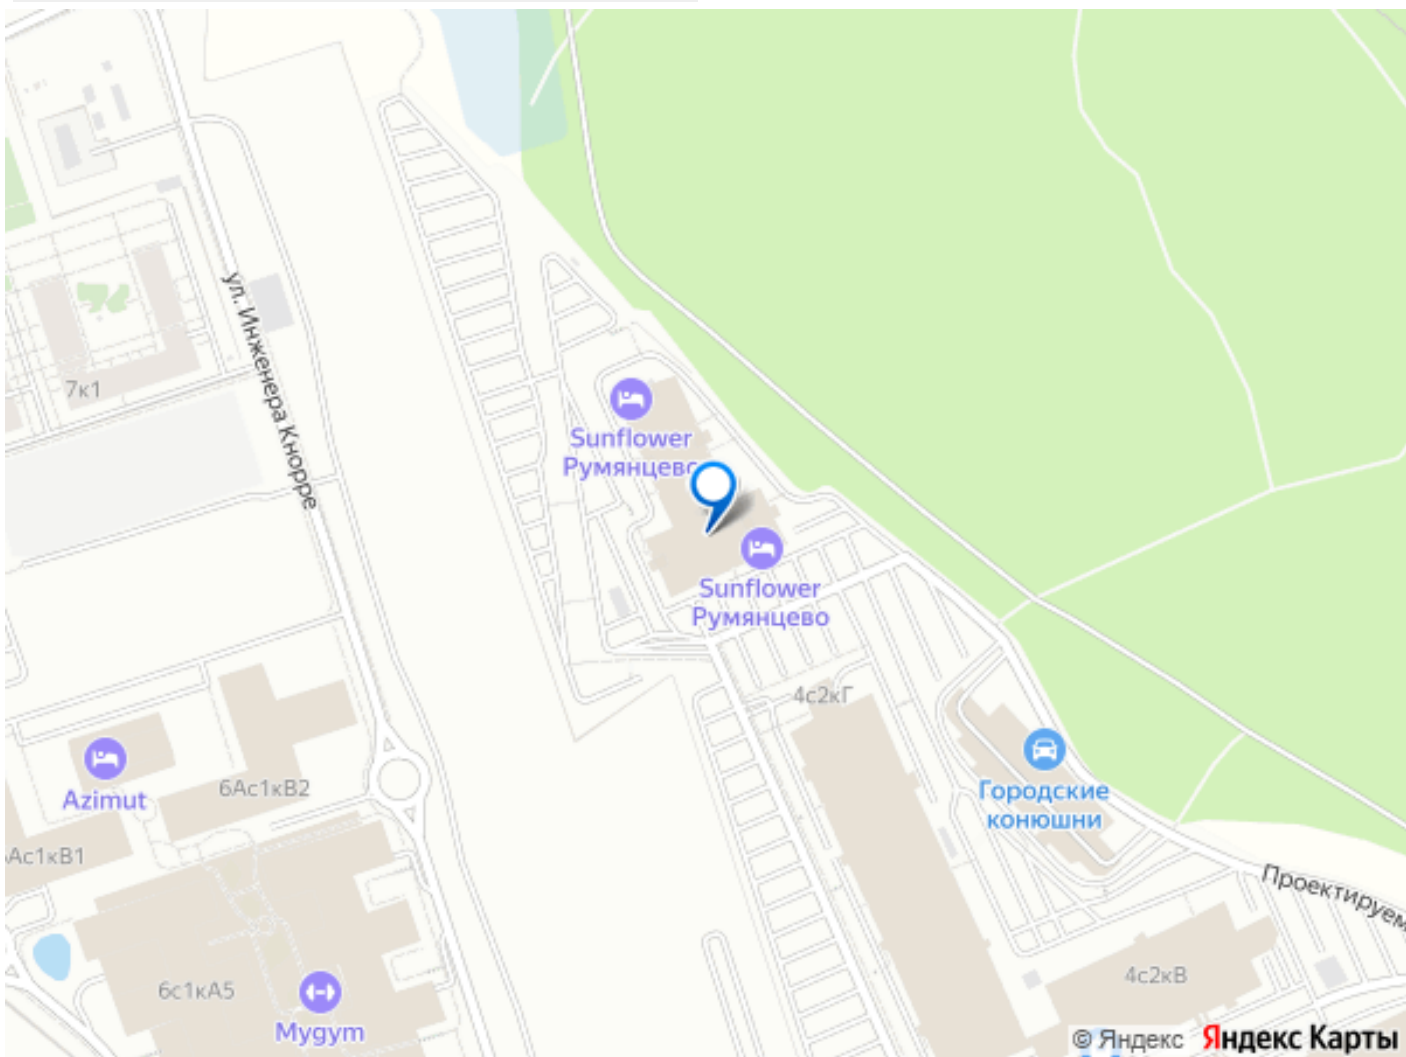 ул. Инженера Кнорре
7к1
Sunflower
Румянцево
Sunflower
Румянцево
4с2кГ
Azimut
6Ас1кВ2
Городские
конюшни
Ас1кВ1
Проектируем
6с1кА5
4с2кВ
Mygym
© Яндекс Яндекс Карты